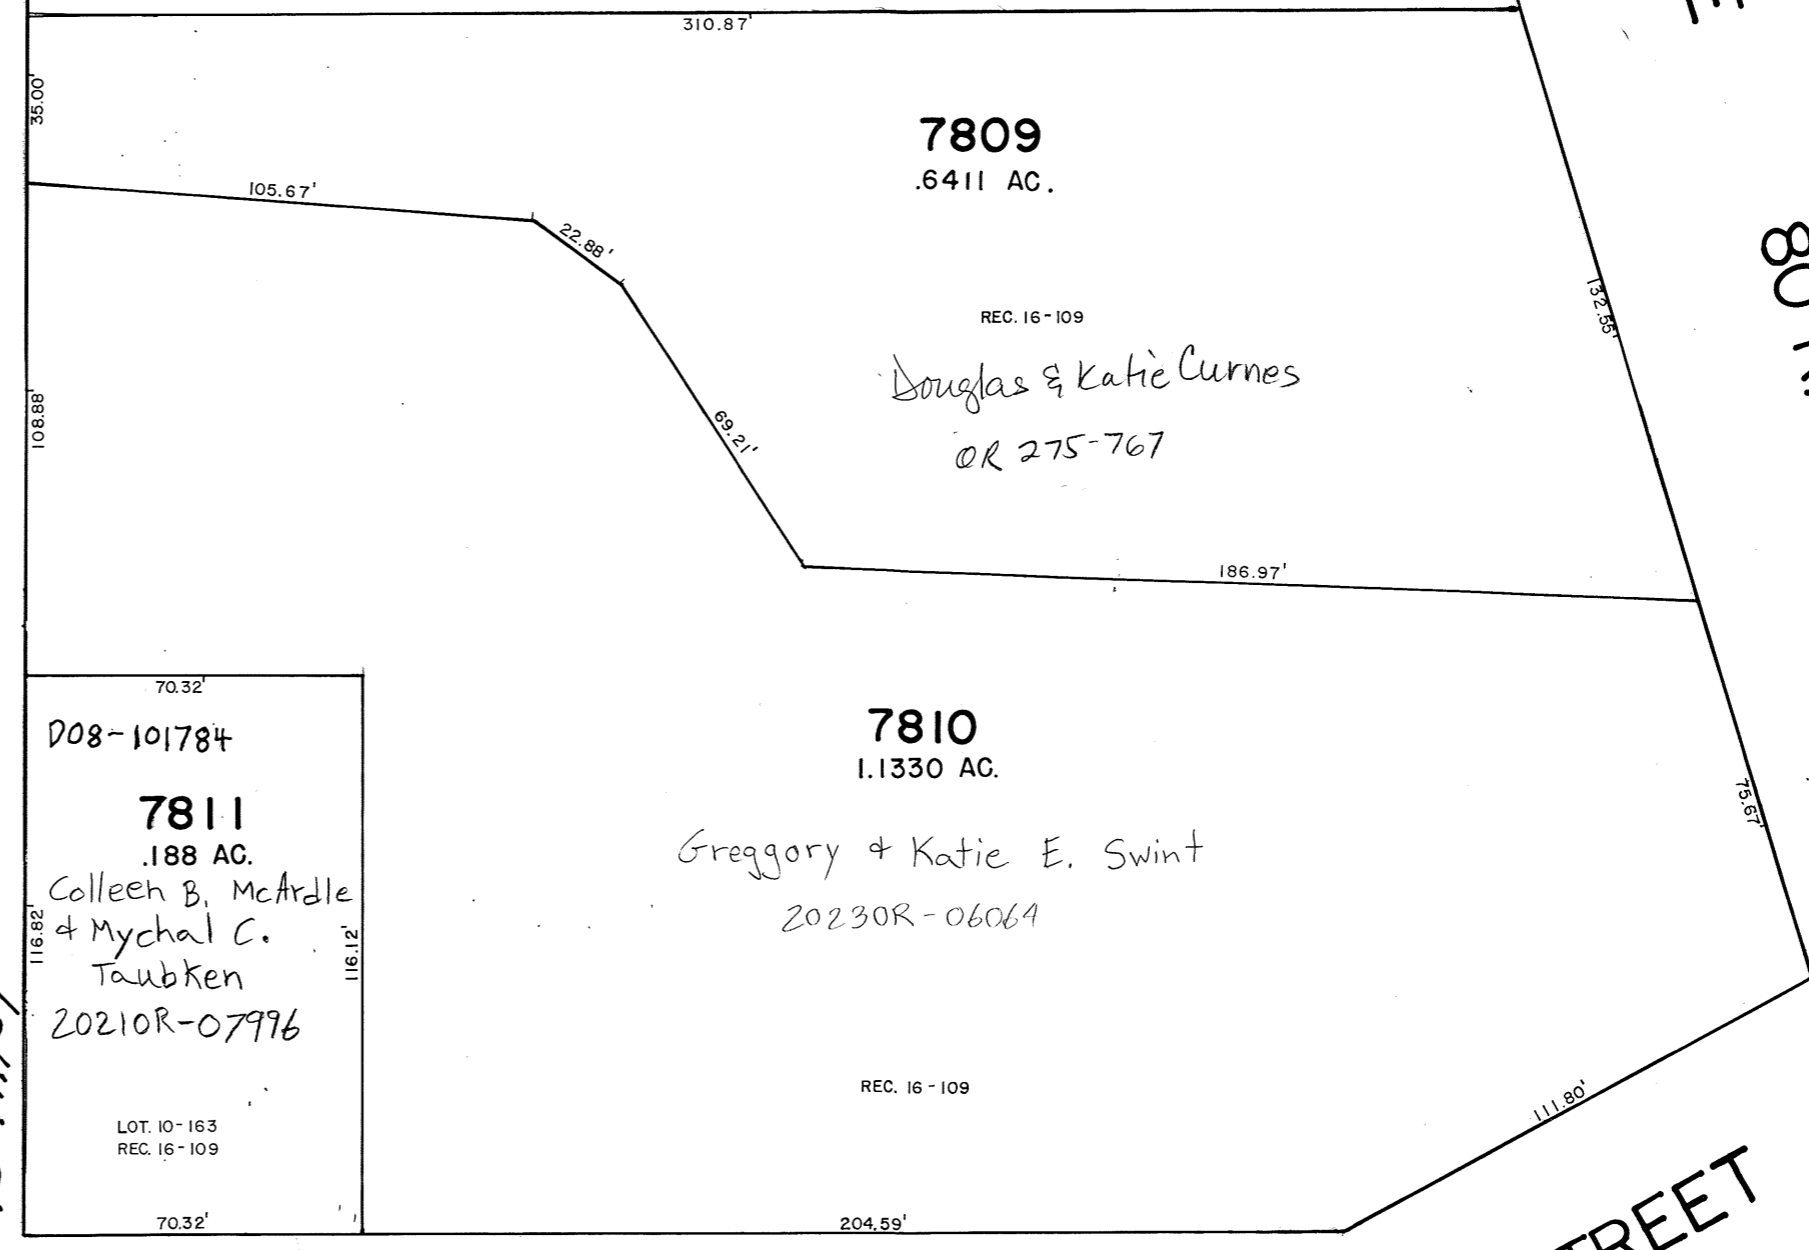 310.87'
35.00'
7809
.6411 AC.
105.67'
22.88'
REC. 16-109
132.55'
80
Douglas & Katie Curnes
OR 275-767
108.88'
69.21'
186.97'
70.32'
D08-101784
7810
1.1330 AC.
75.67'
7811
.188 AC.
Greggory & Katie E. Swint
Colleen B. McArdle
& Mychal C.
Taubken
2023OR-06064
116.82'
116.12'
2021OR-07996
REC. 16-109
111.80'
LOT. 10-163
REC. 16-109
70.32'
204.59'